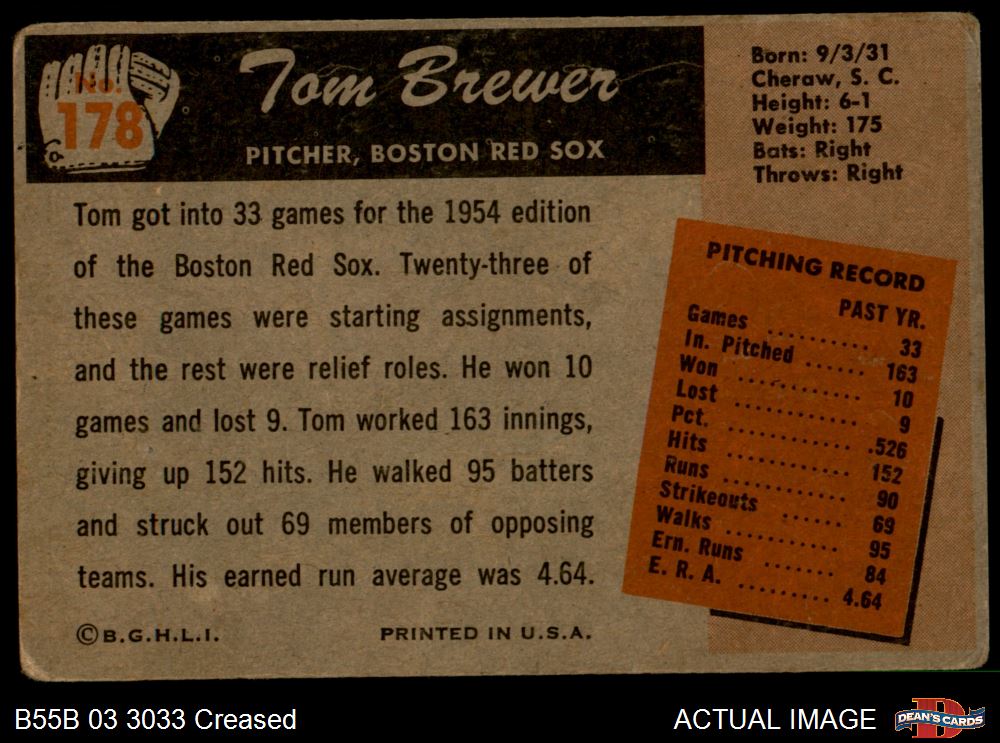 No.
178
Tom Brewer
PITCHER, BOSTON RED SOX
Born: 9/3/31
Cheraw, S. C.
Height: 6-1
Weight: 175
Bats: Right
Throws: Right
Tom got into 33 games for the 1954 edition
of the Boston Red Sox. Twenty-three of
these games were starting assignments,
and the rest were relief roles. He won 10
games and lost 9. Tom worked 163 innings,
giving up 152 hits. He walked 95 batters
and struck out 69 members of opposing
teams. His earned run average was 4.64.
PITCHING RECORD
PAST YR.
Games .......... 33
In. Pitched ...... 163
Won ............ 10
Lost ............ 9
Pct. ............ .526
Hits ............ 152
Runs ............ 90
Strikeouts ...... 69
Walks .......... 95
Ern. Runs ....... 84
E. R. A. ......... 4.64
©B.G.H.L.I.
PRINTED IN U.S.A.
B55B 03 3033 Creased
ACTUAL IMAGE
D
DEAN'S CARDS